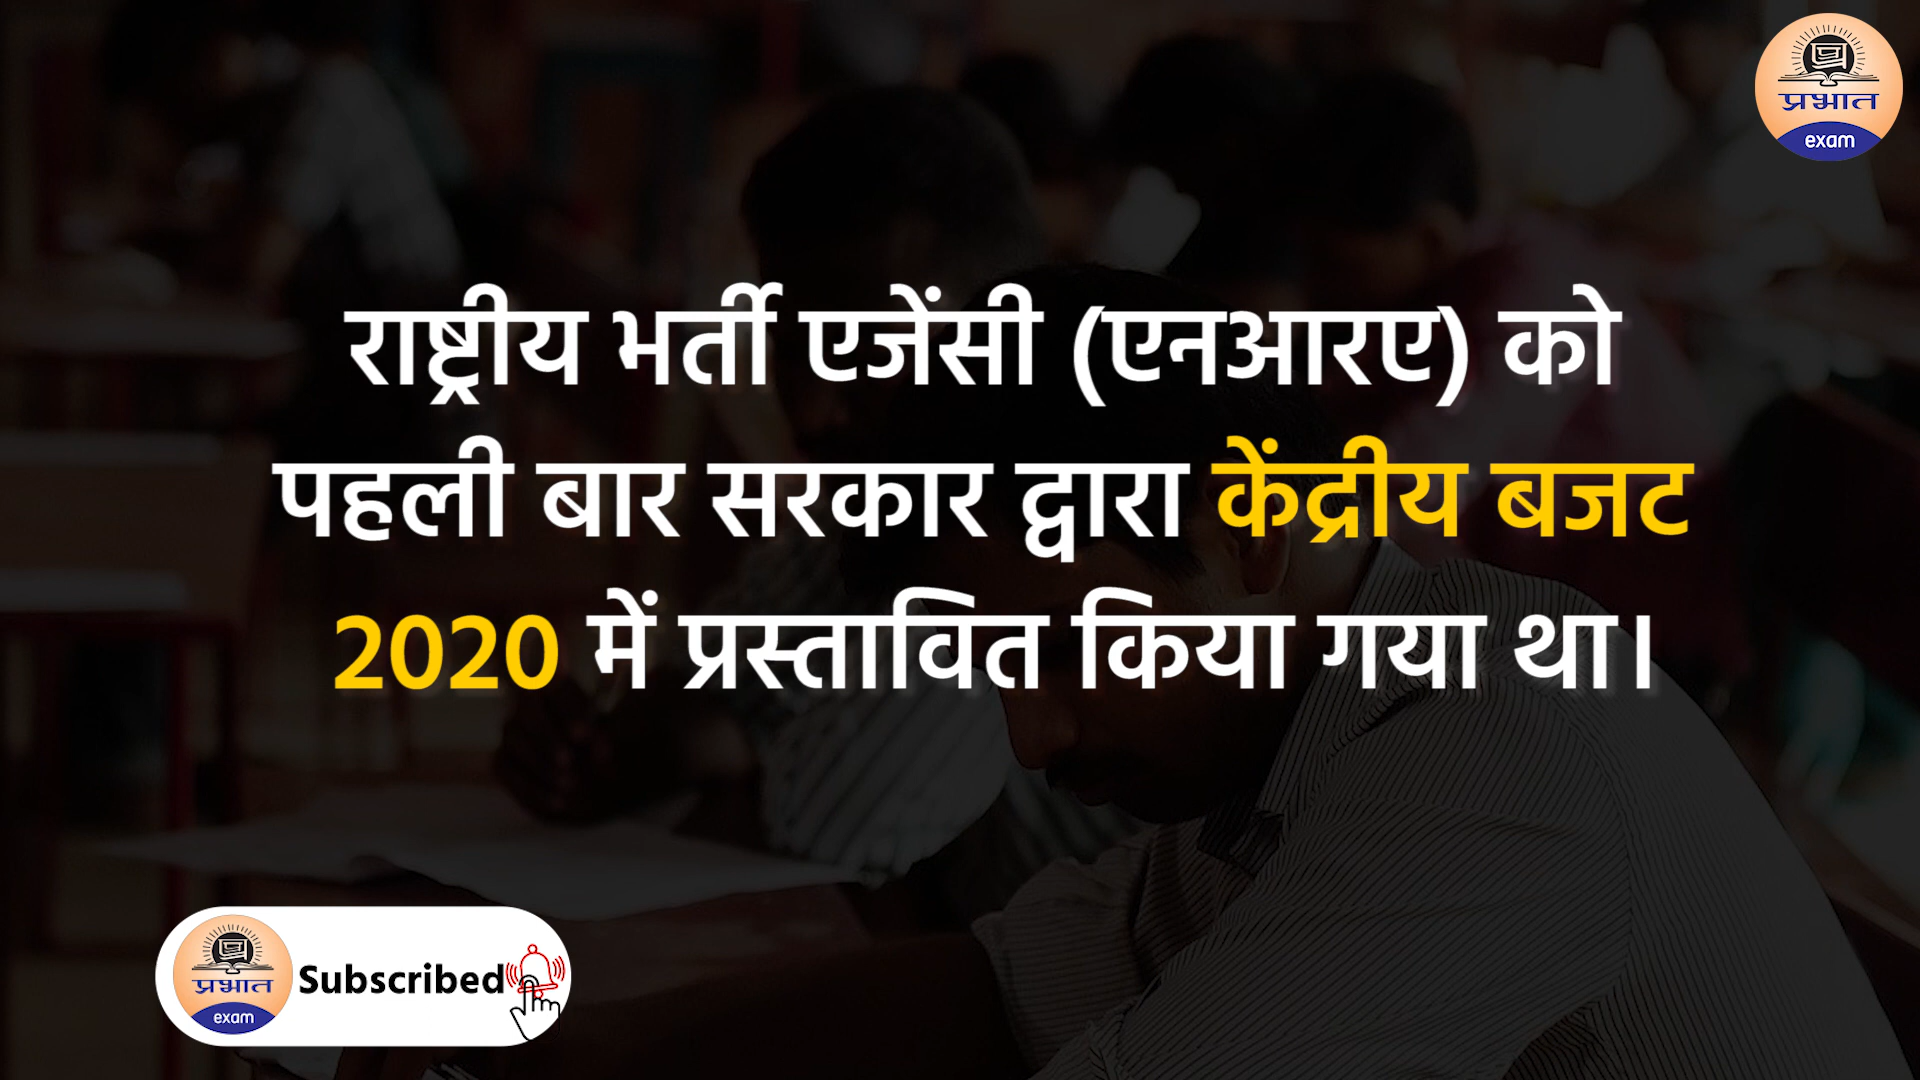 प्रभात
exam
राष्ट्रीय भर्ती एजेंसी (एनआरए) को
पहली बार सरकार द्वारा केंद्रीय बजट
2020 में प्रस्तावित किया गया था।
प्रभात
exam
Subscribed